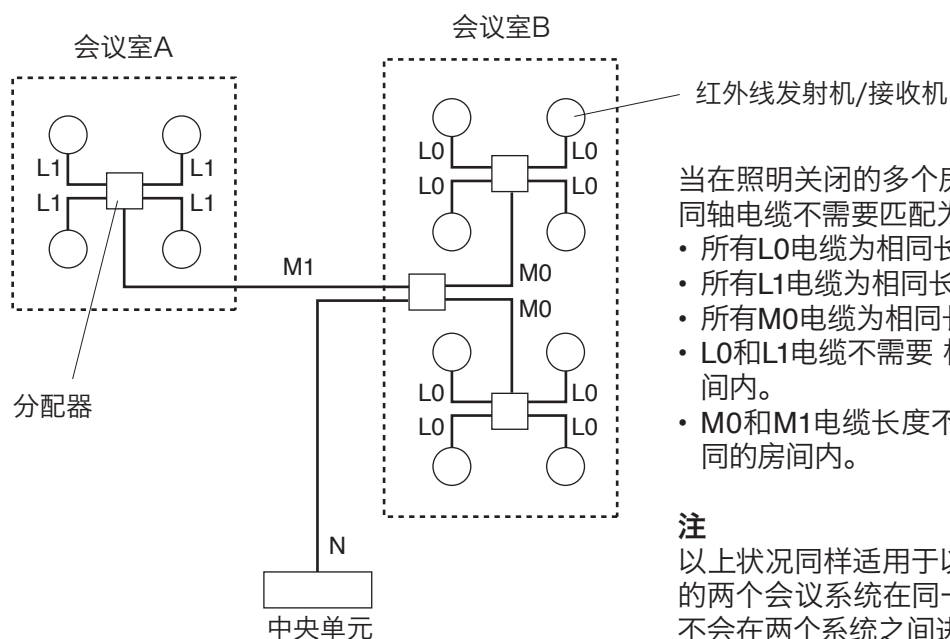 会议室A
会议室B
红外线发射机/接收机
L1
L1
L1
L1
L0
L0
L0
L0
M1
M0
M0
L0
L0
L0
L0
分配器
N
中央单元
当在照明关闭的多个房
同轴电缆不需要匹配为
• 所有L0电缆为相同长
• 所有L1电缆为相同长
• 所有M0电缆为相同
• L0和L1电缆不需要
间内。
• M0和M1电缆长度不
同的房间内。
注
以上状况同样适用于以
的两个会议系统在同一
不会在两个系统之间进